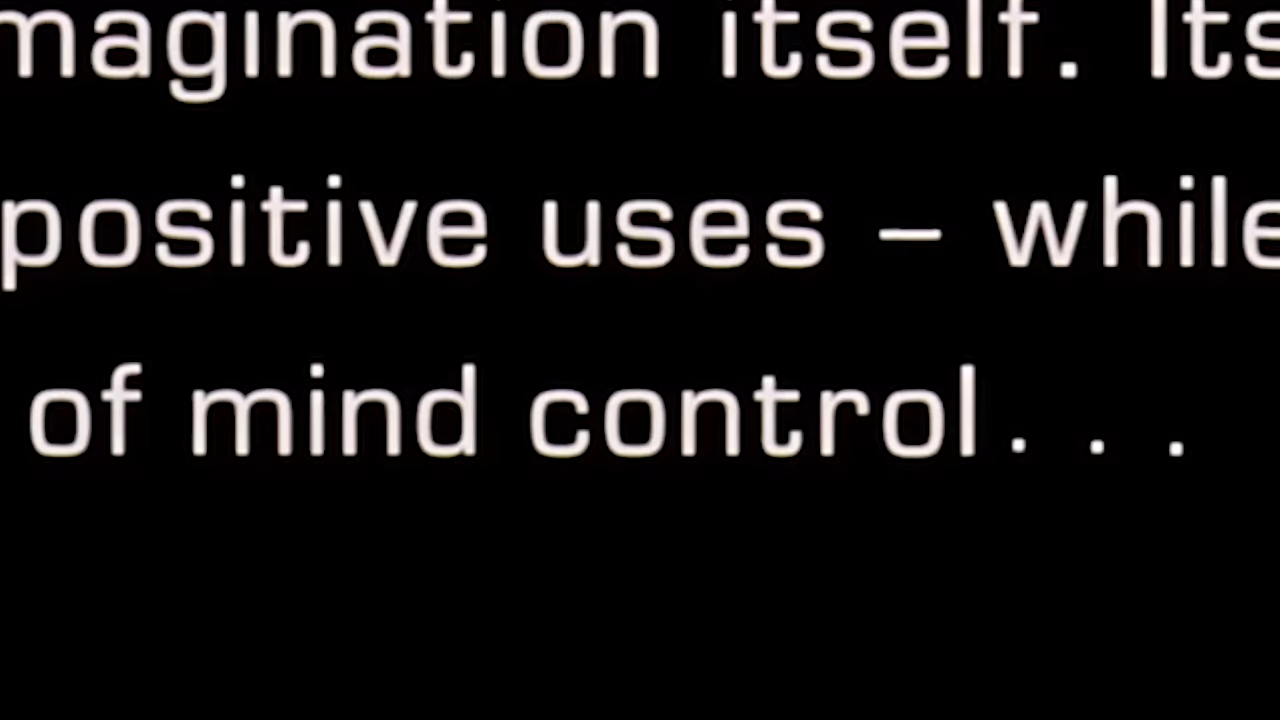 magination itself. Its
positive uses – while
of mind control. . .